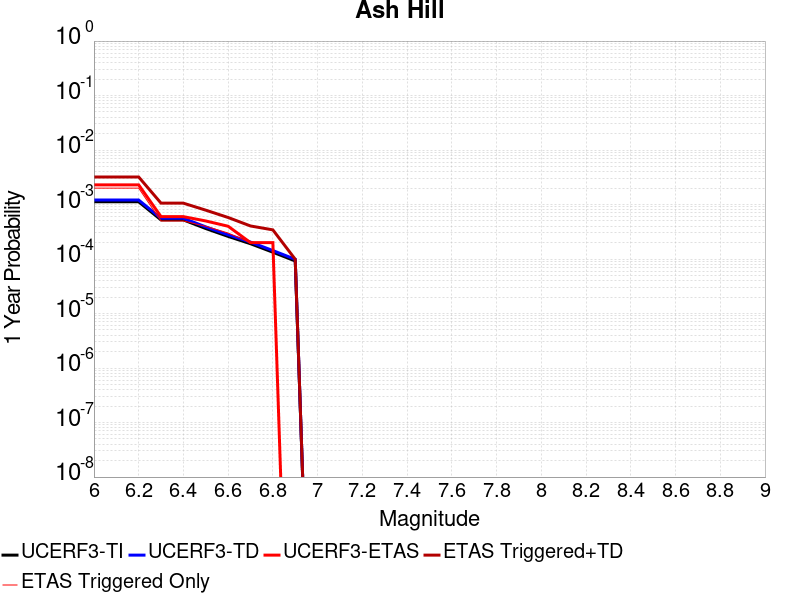 Ash Hill
10^0
10^-1
10^-2
10^-3
10^-4
10^-5
10^-6
10^-7
10^-8
1 Year Probability
6 6.2 6.4 6.6 6.8 7 7.2 7.4 7.6 7.8 8 8.2 8.4 8.6 8.8 9
Magnitude
UCERF3-TI UCERF3-TD UCERF3-ETAS ETAS Triggered+TD
ETAS Triggered Only